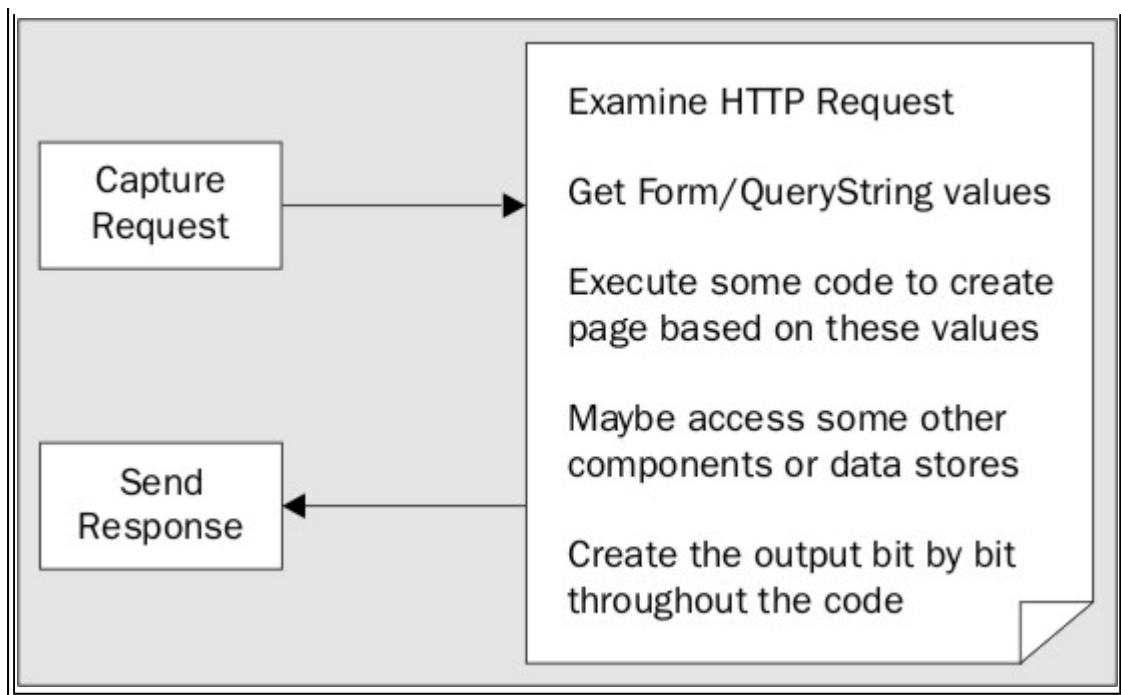 Capture
Request
Examine HTTP Request
Get Form/QueryString values
Execute some code to create
page based on these values
Maybe access some other
components or data stores
Create the output bit by bit
throughout the code
Send
Response